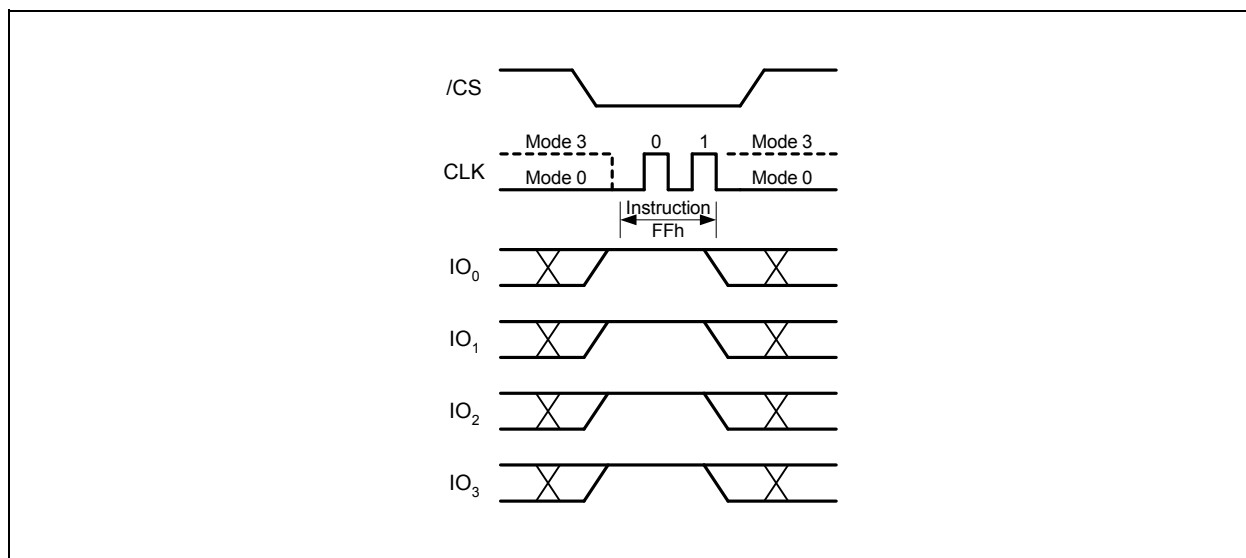 /CS
Mode 3 0 1 Mode 3
CLK
Mode 0 Mode 0
Instruction
FFh
IO0
IO1
IO2
IO3